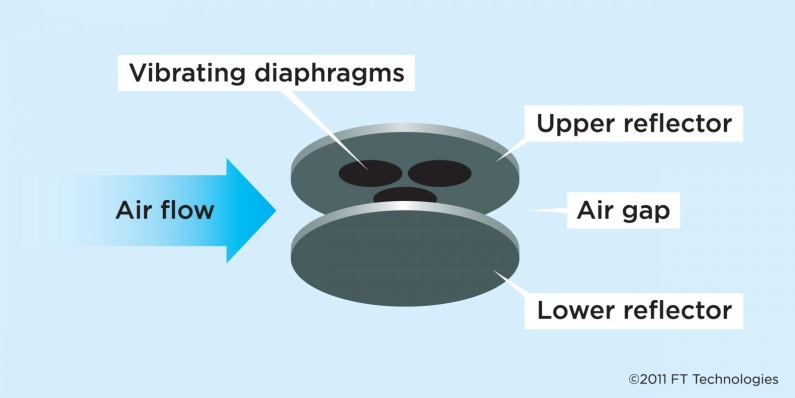 Vibrating diaphragms
Upper reflector
Air flow
Air gap
Lower reflector
©2011 FT Technologies